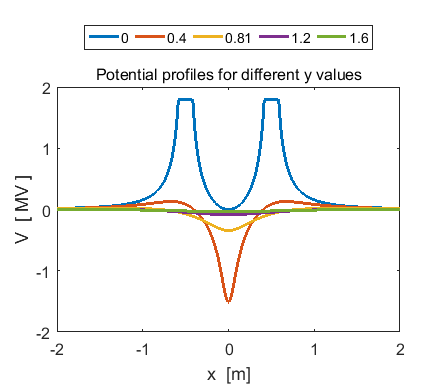 0 0.4 0.81 1.2 1.6
Potential profiles for different y values
2
1
0
-1
-2
V [ MV ]
-2 -1 0 1 2
x [m]